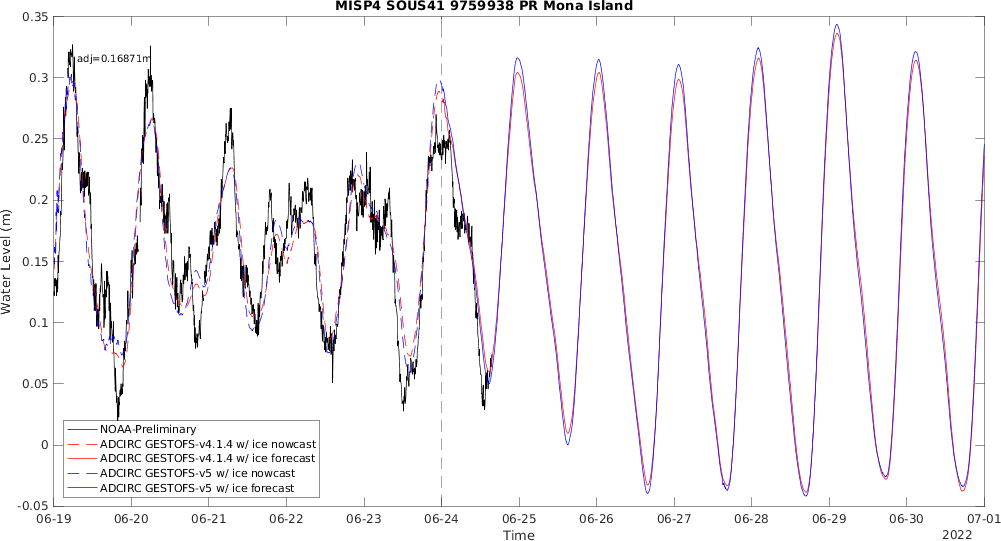 MISP4 SOUS41 9759938 PR Mona Island
0.35
0.3
0.25
0.2
0.15
0.1
0.05
0
-0.05
Water Level (m)
adj=0.16871m
NOAA-Preliminary
ADCIRC GESTOFS-v4.1.4 w/ ice nowcast
ADCIRC GESTOFS-v4.1.4 w/ ice forecast
ADCIRC GESTOFS-v5 w/ ice nowcast
ADCIRC GESTOFS-v5 w/ ice forecast
06-19 06-20 06-21 06-22 06-23 06-24 06-25 06-26 06-27 06-28 06-29 06-30 07-01
Time
2022